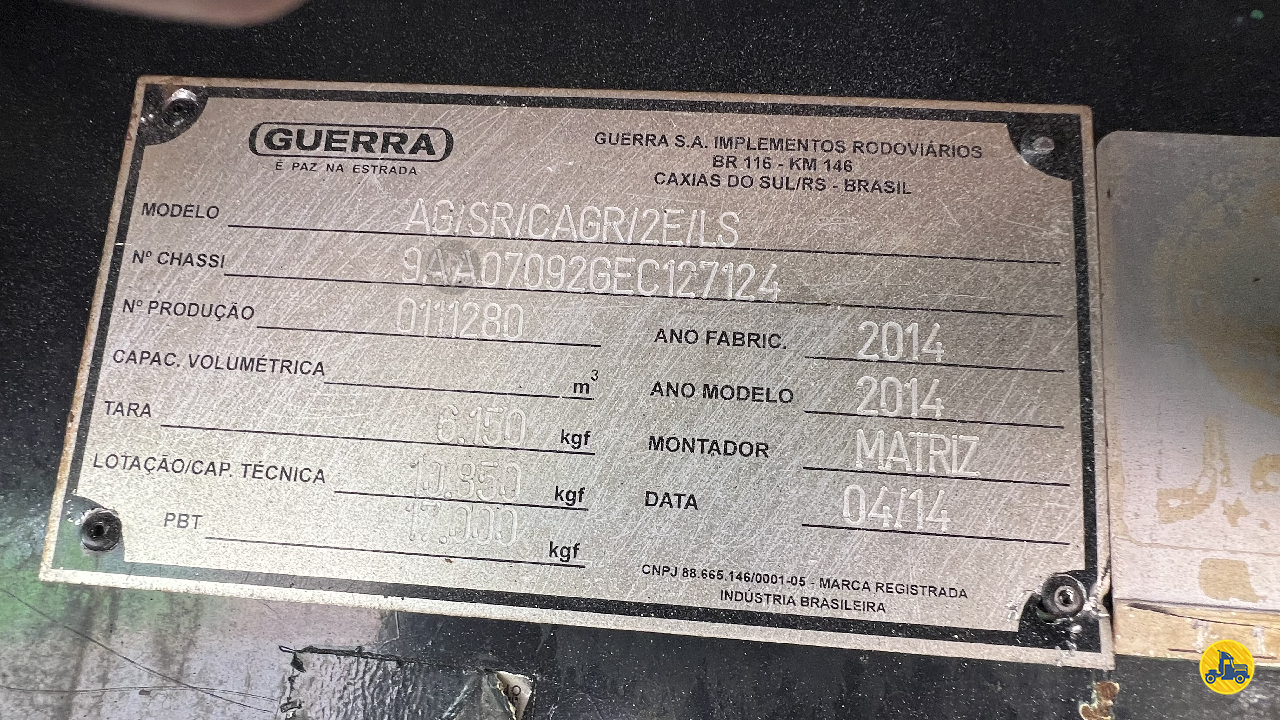 GUERRA
É PAZ NA ESTRADA
GUERRA S.A. IMPLEMENTOS RODOVIÁRIOS
BR 116 - KM 146
CAXIAS DO SUL/RS - BRASIL
MODELO AG/SR/CAGR/2E/LS
Nº CHASSI 9AA07092GEC127124
Nº PRODUÇÃO 0111280 ANO FABRIC. 2014
CAPAC. VOLUMÉTRICA m³ ANO MODELO 2014
TARA 6.150 kgf MONTADOR MATRIZ
LOTAÇÃO/CAP. TÉCNICA 10.850 kgf DATA 04/14
PBT 17.000 kgf
CNPJ 88.665.146/0001-05 - MARCA REGISTRADA
INDÚSTRIA BRASILEIRA